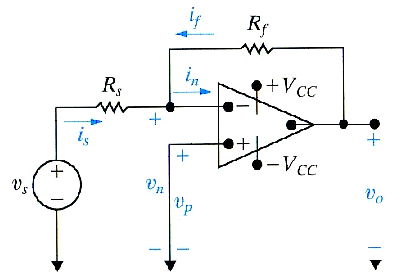 i_f
R_f
R_s
i_n
+V_CC
i_s
+
−
+
+
+
−V_CC
+
v_s
+
−
v_n
v_p
v_o
−
−
−